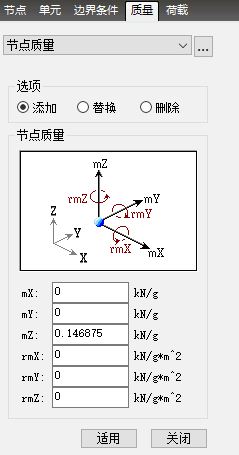 节点 单元 边界条件 质量 荷载
节点质量 ...
选项
添加 替换 删除
节点质量
mZ
rmZ mY
rmY
Z
Y
rmX mX
X
mX: 0 kN/g
mY: 0 kN/g
mZ: 0.146875 kN/g
rmX: 0 kN/g*m^2
rmY: 0 kN/g*m^2
rmZ: 0 kN/g*m^2
适用 关闭